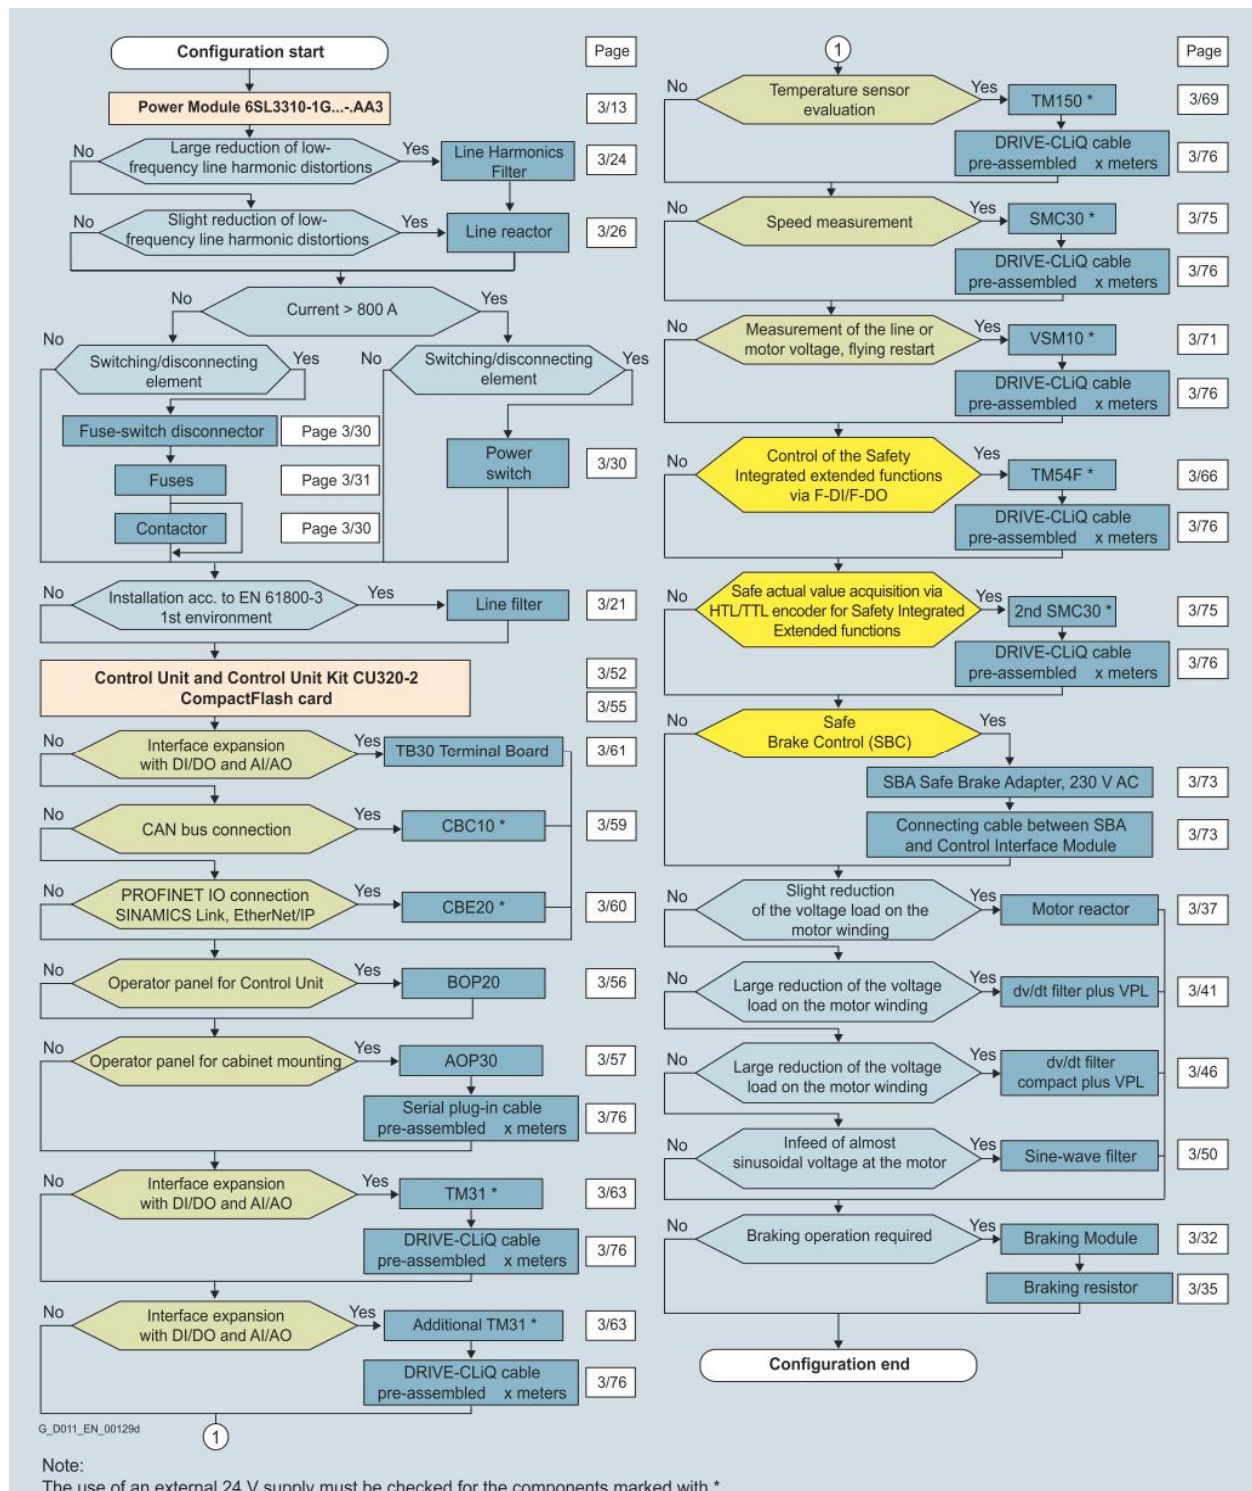 Configuration start
Page
Power Module 6SL3310-1G...-.AA3
3/13
No
Large reduction of low-
frequency line harmonic distortions
Yes
Line Harmonics
Filter
3/24
No
Slight reduction of low-
frequency line harmonic distortions
Yes
Line reactor
3/26
No
Current > 800 A
Yes
No
Switching/disconnecting
element
Yes
No
Switching/disconnecting
element
Yes
Fuse-switch disconnector
Page 3/30
Power
switch
3/30
Fuses
Page 3/31
Contactor
Page 3/30
No
Installation acc. to EN 61800-3
1st environment
Yes
Line filter
3/21
Control Unit and Control Unit Kit CU320-2
CompactFlash card
3/52
3/55
No
Interface expansion
with DI/DO and AI/AO
Yes
TB30 Terminal Board
3/61
No
CAN bus connection
Yes
CBC10 *
3/59
No
PROFINET IO connection
SINAMICS Link, EtherNet/IP
Yes
CBE20 *
3/60
No
Operator panel for Control Unit
Yes
BOP20
3/56
No
Operator panel for cabinet mounting
Yes
AOP30
3/57
Serial plug-in cable
pre-assembled x meters
3/76
No
Interface expansion
with DI/DO and AI/AO
Yes
TM31 *
3/63
DRIVE-CLiQ cable
pre-assembled x meters
3/76
No
Interface expansion
with DI/DO and AI/AO
Yes
Additional TM31 *
3/63
DRIVE-CLiQ cable
pre-assembled x meters
3/76
G_D011_EN_00129d
1
1
Page
No
Temperature sensor
evaluation
Yes
TM150 *
3/69
DRIVE-CLiQ cable
pre-assembled x meters
3/76
No
Speed measurement
Yes
SMC30 *
3/75
DRIVE-CLiQ cable
pre-assembled x meters
3/76
No
Measurement of the line or
motor voltage, flying restart
Yes
VSM10 *
3/71
DRIVE-CLiQ cable
pre-assembled x meters
3/76
No
Control of the Safety
Integrated extended functions
via F-DI/F-DO
Yes
TM54F *
3/66
DRIVE-CLiQ cable
pre-assembled x meters
3/76
No
Safe actual value acquisition via
HTL/TTL encoder for Safety Integrated
Extended functions
Yes
2nd SMC30 *
3/75
DRIVE-CLiQ cable
pre-assembled x meters
3/76
No
Safe
Brake Control (SBC)
Yes
SBA Safe Brake Adapter, 230 V AC
3/73
Connecting cable between SBA
and Control Interface Module
3/73
No
Slight reduction
of the voltage load on the
motor winding
Yes
Motor reactor
3/37
No
Large reduction of the voltage
load on the motor winding
Yes
dv/dt filter plus VPL
3/41
No
Large reduction of the voltage
load on the motor winding
Yes
dv/dt filter
compact plus VPL
3/46
No
Infeed of almost
sinusoidal voltage at the motor
Yes
Sine-wave filter
3/50
No
Braking operation required
Yes
Braking Module
3/32
Braking resistor
3/35
Configuration end
Note:
The use of an external 24 V supply must be checked for the components marked with *